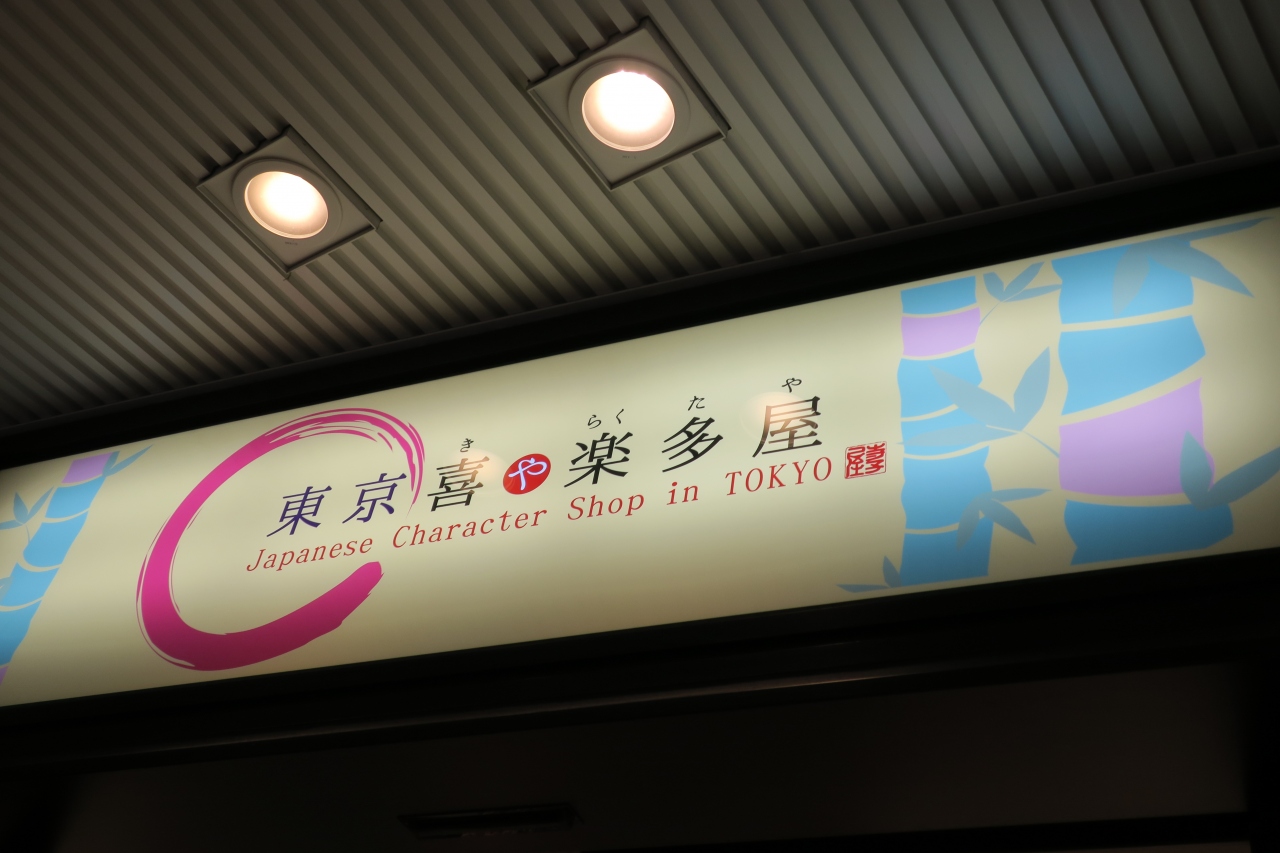 き らく た や
東京喜や楽多屋
Japanese Character Shop in TOKYO